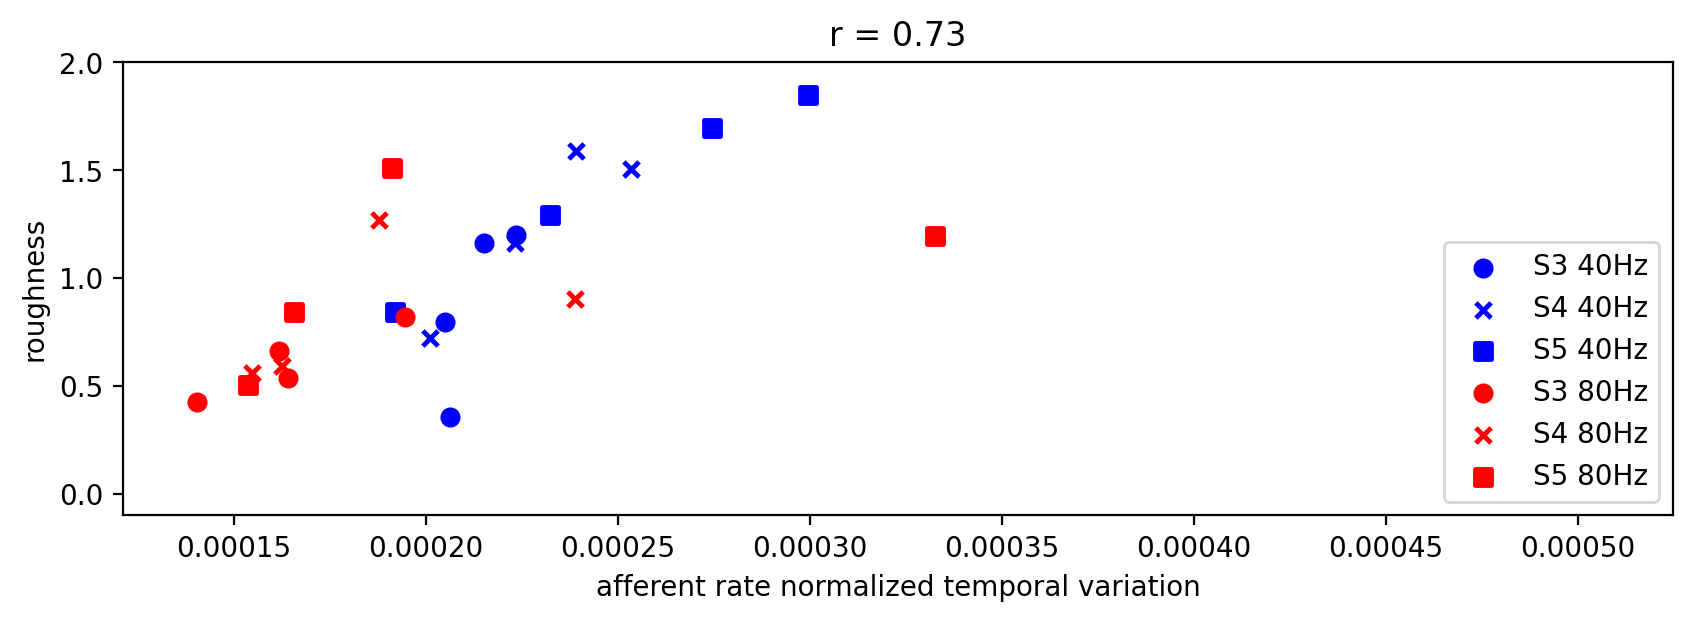 r = 0.73
2.0
1.5
1.0
0.5
0.0
roughness
S3 40Hz
S4 40Hz
S5 40Hz
S3 80Hz
S4 80Hz
S5 80Hz
0.00015 0.00020 0.00025 0.00030 0.00035 0.00040 0.00045 0.00050
afferent rate normalized temporal variation